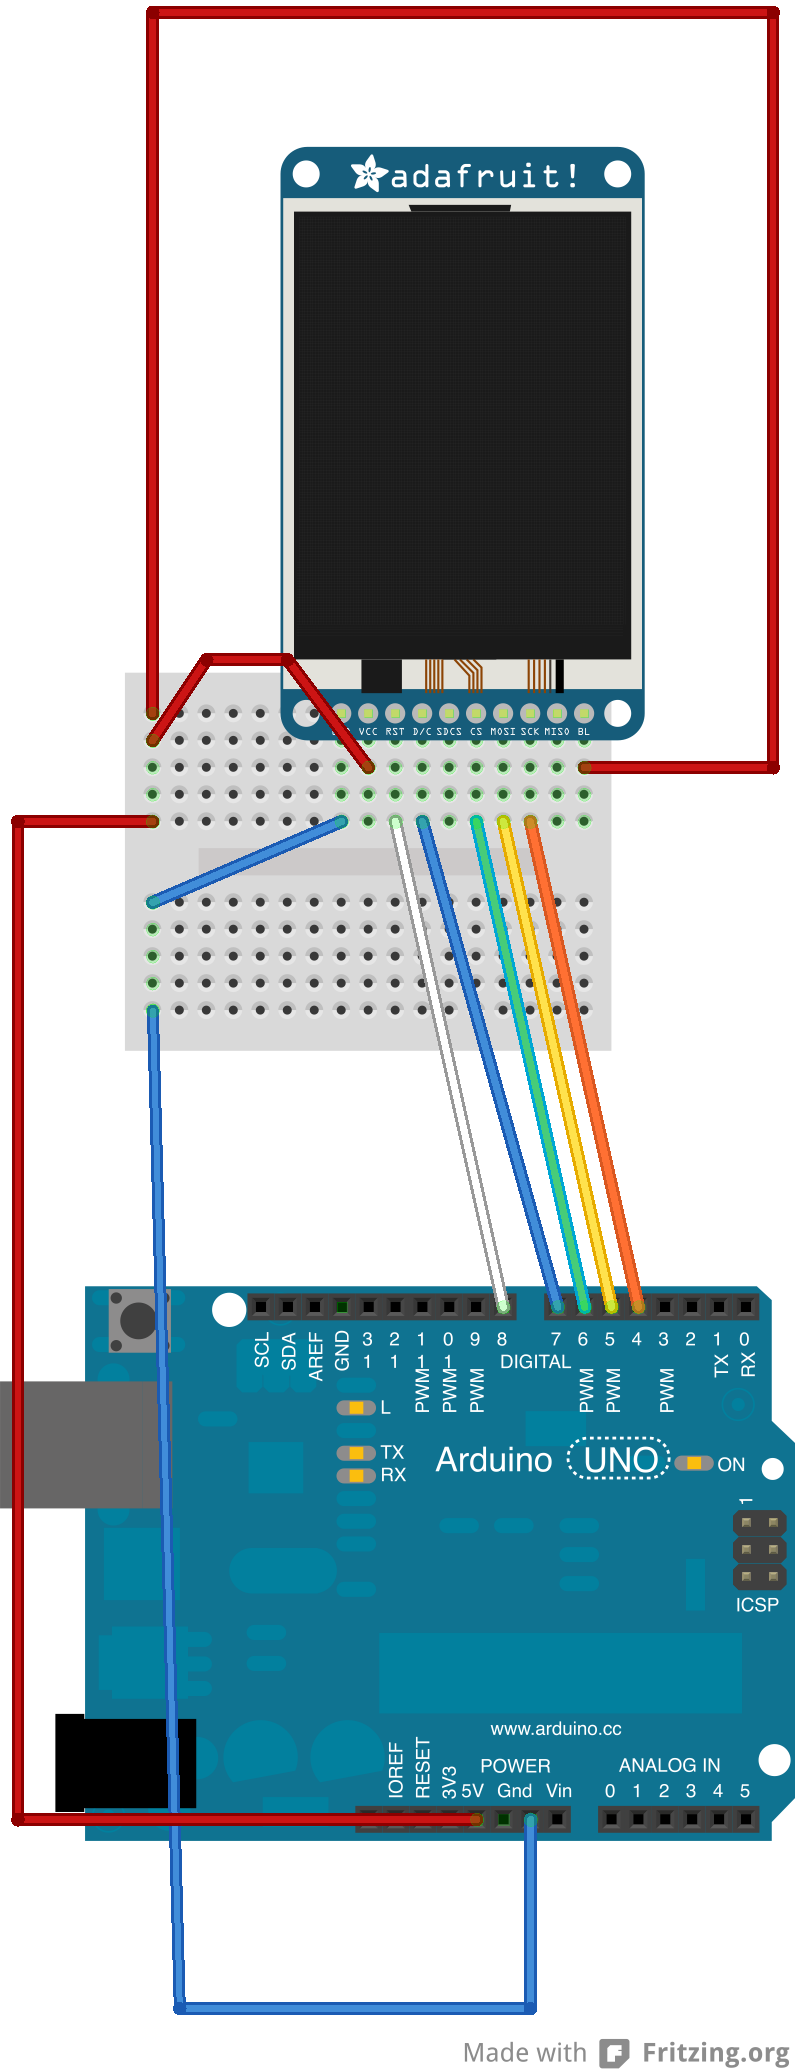 adafruit!
VCC RST D/C SDCS CS MOSI SCK MISO BL
SCL SDA AREF GND 13 12 PWM 11 PWM 10 PWM 9 8 7 PWM 6 PWM 5 4 PWM 3 2 TX 1 RX 0
DIGITAL
L
TX
RX
Arduino UNO
ON
1
ICSP
www.arduino.cc
POWER
ANALOG IN
IOREF RESET 3V3 5V Gnd Vin 0 1 2 3 4 5
Made with Fritzing.org